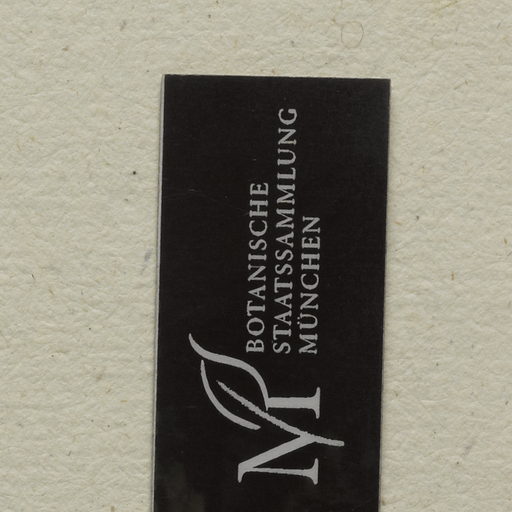 BOTANISCHE
STAATSSAMMLUNG
MÜNCHEN
M